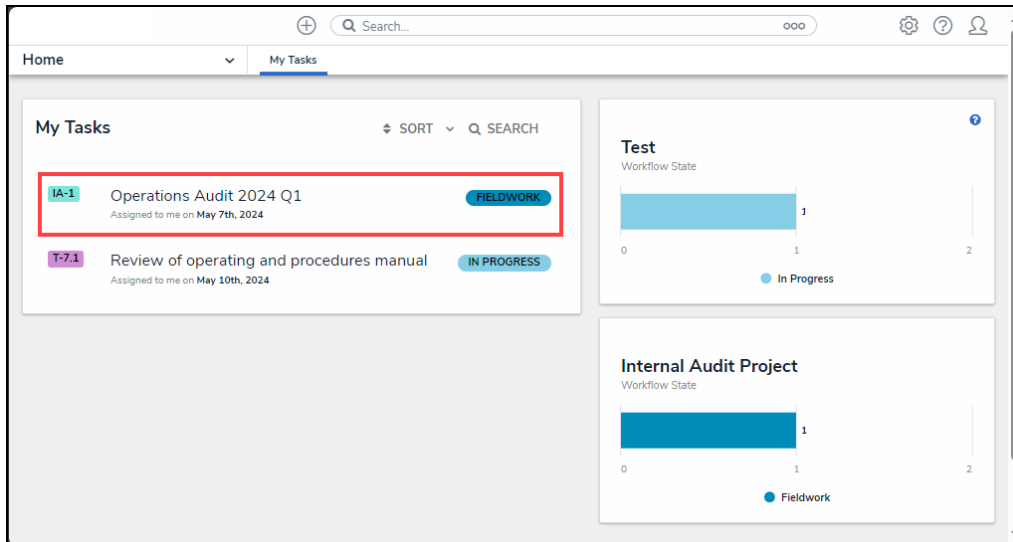 Search...
Home
My Tasks
My Tasks
SORT
SEARCH
IA-1
Operations Audit 2024 Q1
FIELDWORK
Assigned to me on May 7th, 2024
T-7.1
Review of operating and procedures manual
IN PROGRESS
Assigned to me on May 10th, 2024
Test
Workflow State
1
0 1 2
In Progress
Internal Audit Project
Workflow State
1
0 1 2
Fieldwork